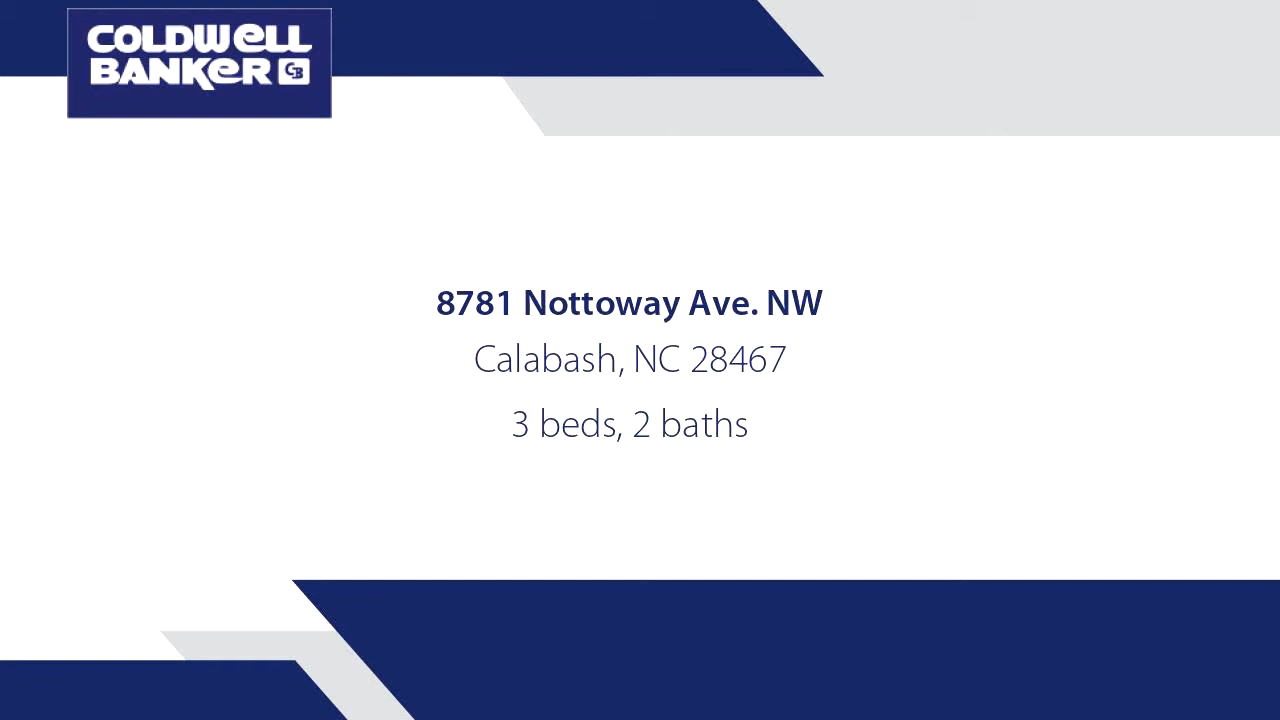 COLDWELL
BANKER CB
8781 Nottoway Ave. NW
Calabash, NC 28467
3 beds, 2 baths